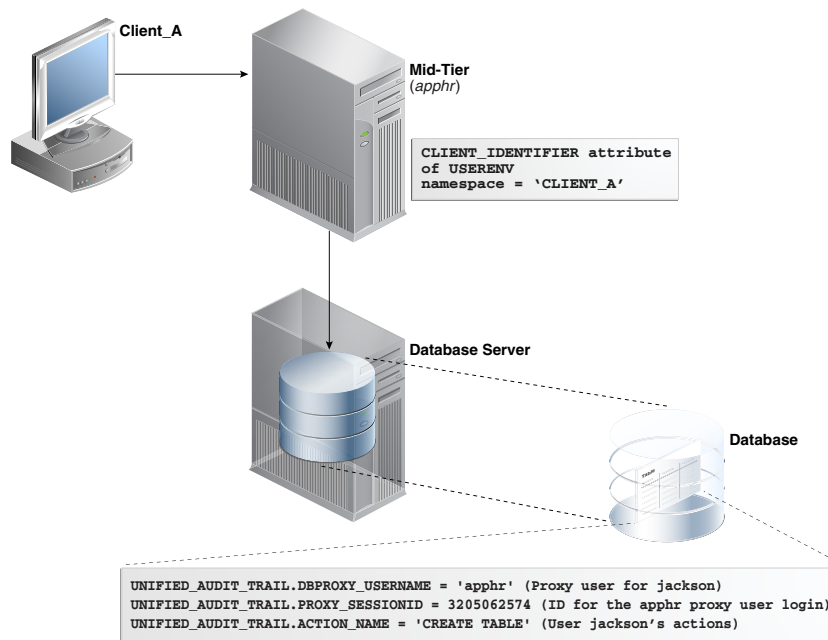 Client_A
Mid-Tier
(apphr)
CLIENT_IDENTIFIER attribute
of USERENV
namespace = ‘CLIENT_A’
Database Server
Database
UNIFIED_AUDIT_TRAIL.DBPROXY_USERNAME = 'apphr' (Proxy user for jackson)
UNIFIED_AUDIT_TRAIL.PROXY_SESSIONID = 3205062574 (ID for the apphr proxy user login)
UNIFIED_AUDIT_TRAIL.ACTION_NAME = 'CREATE TABLE' (User jackson's actions)